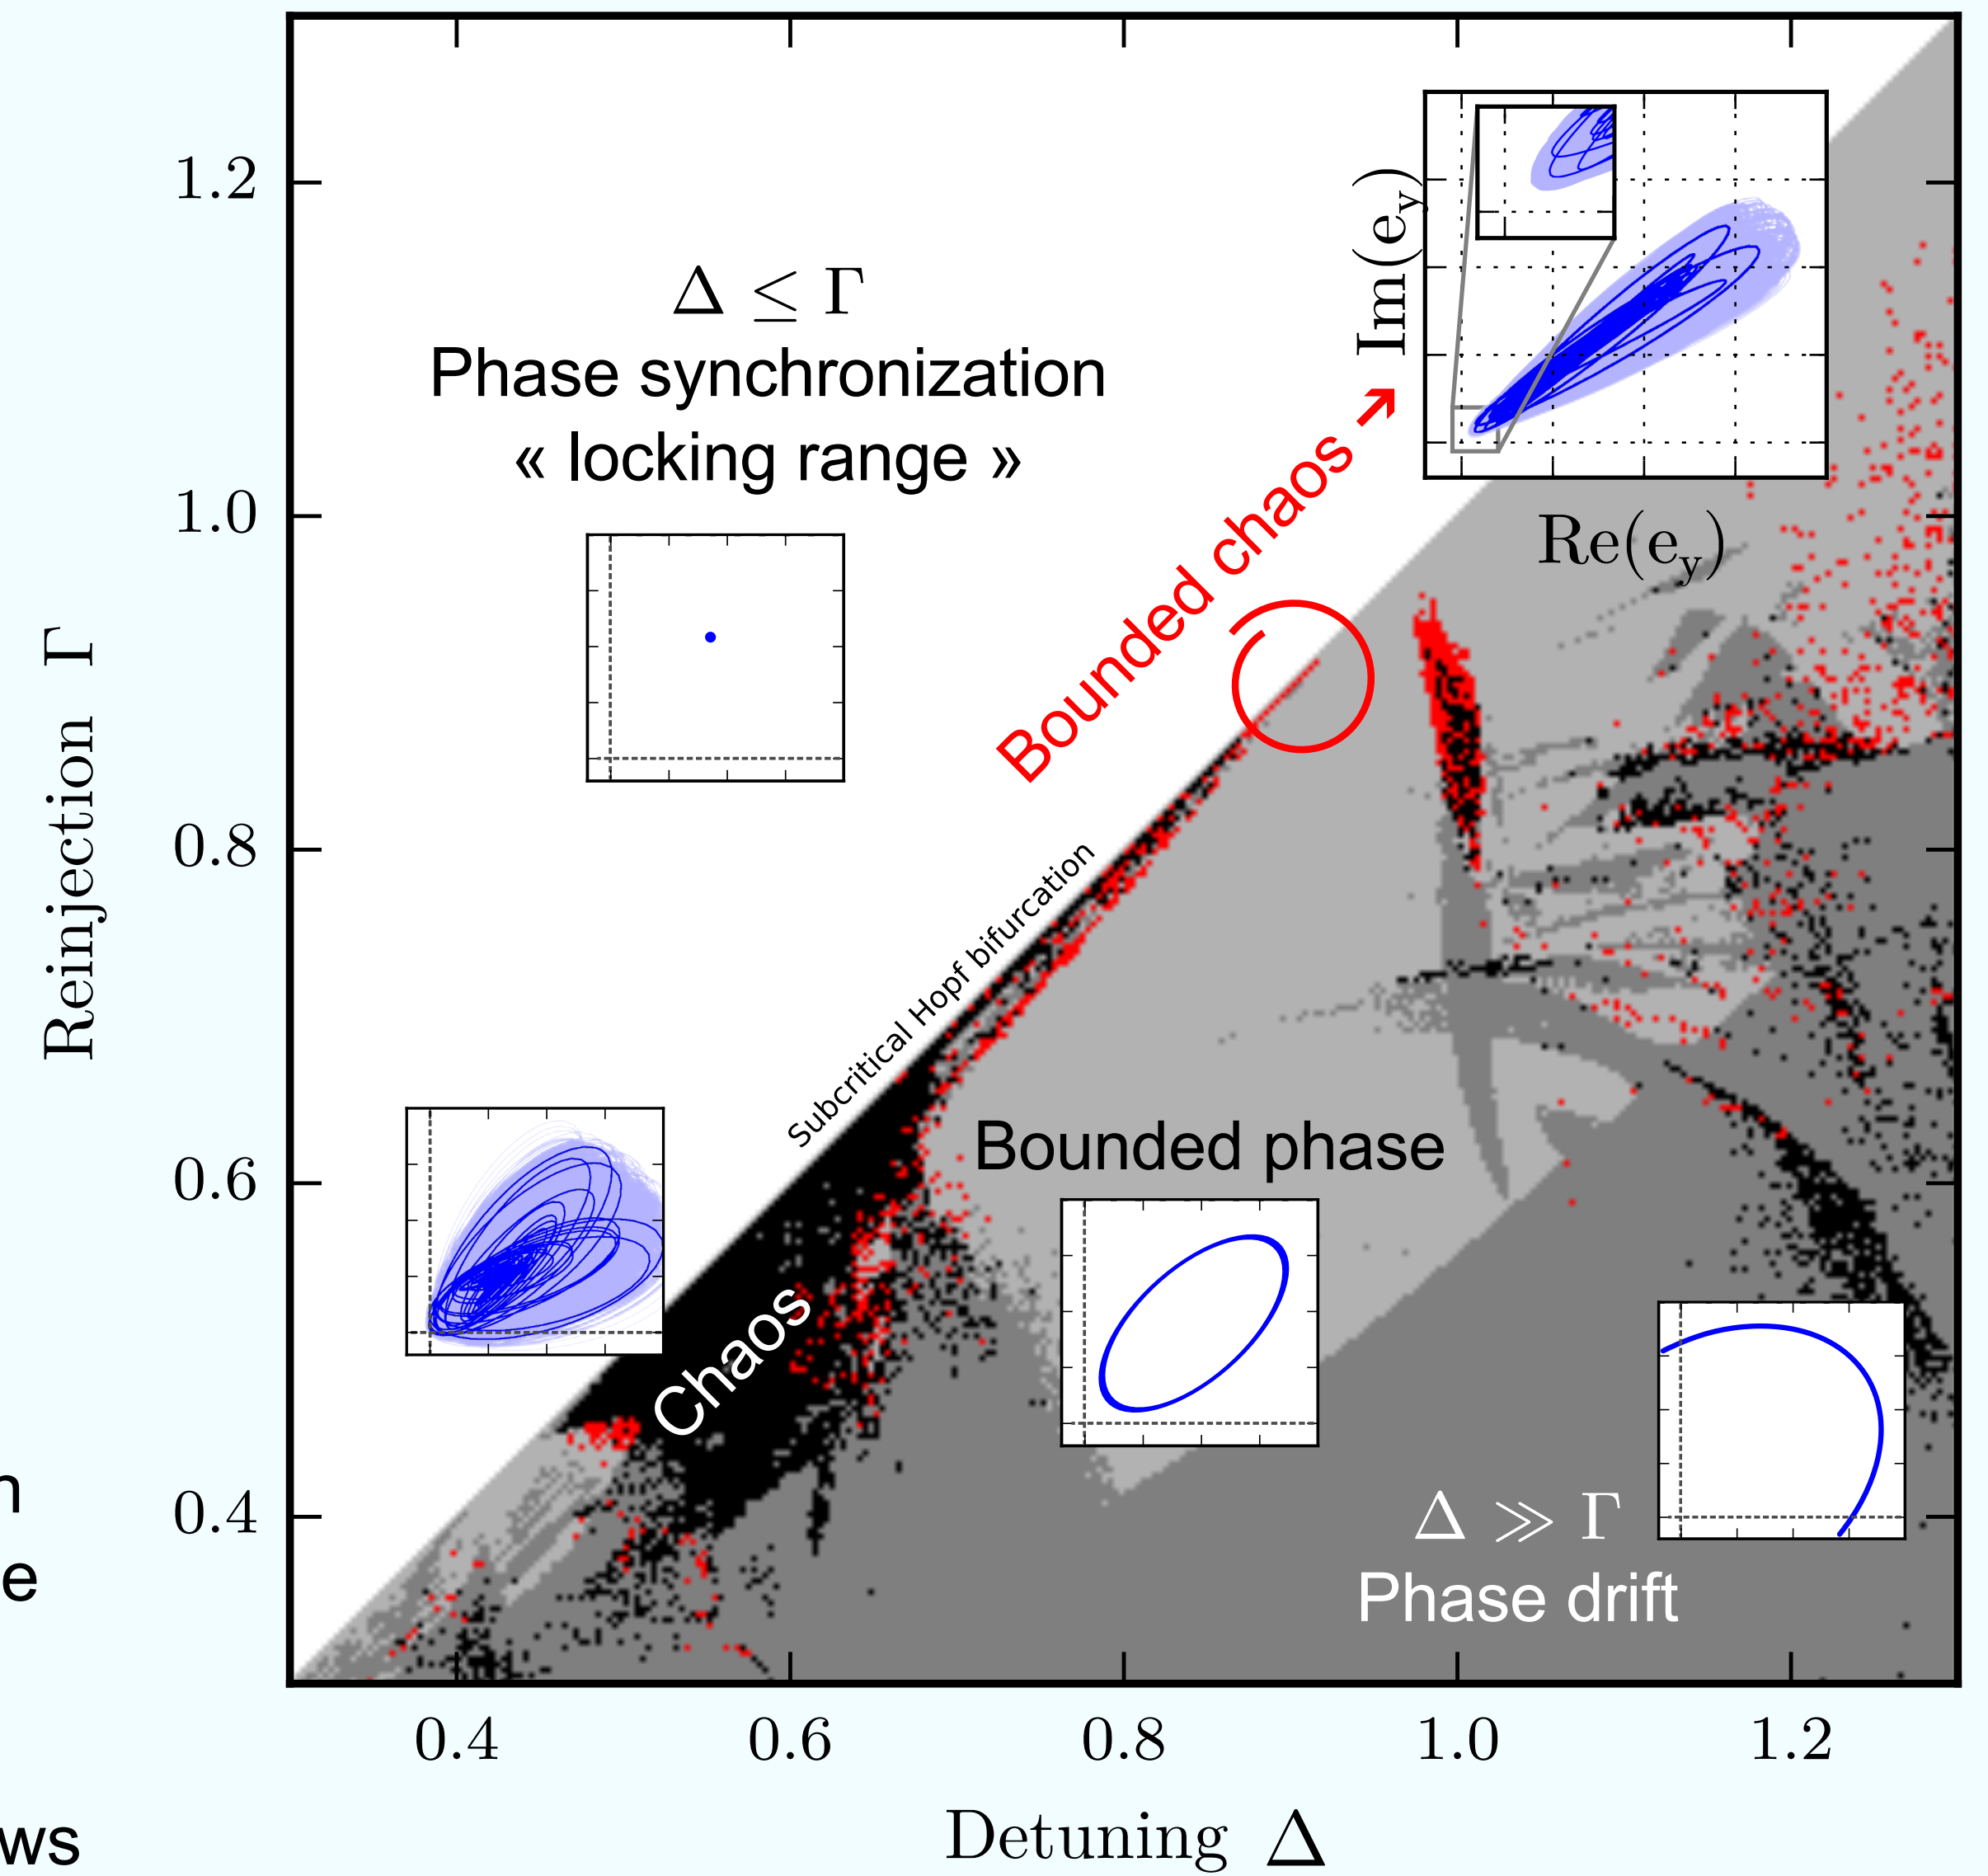 1.2
1.0
0.8
0.6
0.4
Reinjection Γ
Δ ≤ Γ
Phase synchronization
« locking range »
Bounded chaos ➔
Im(e_y)
Re(e_y)
Subcritical Hopf bifurcation
Bounded phase
Chaos
Δ ≫ Γ
Phase drift
0.4 0.6 0.8 1.0 1.2
Detuning Δ
n
e
ws